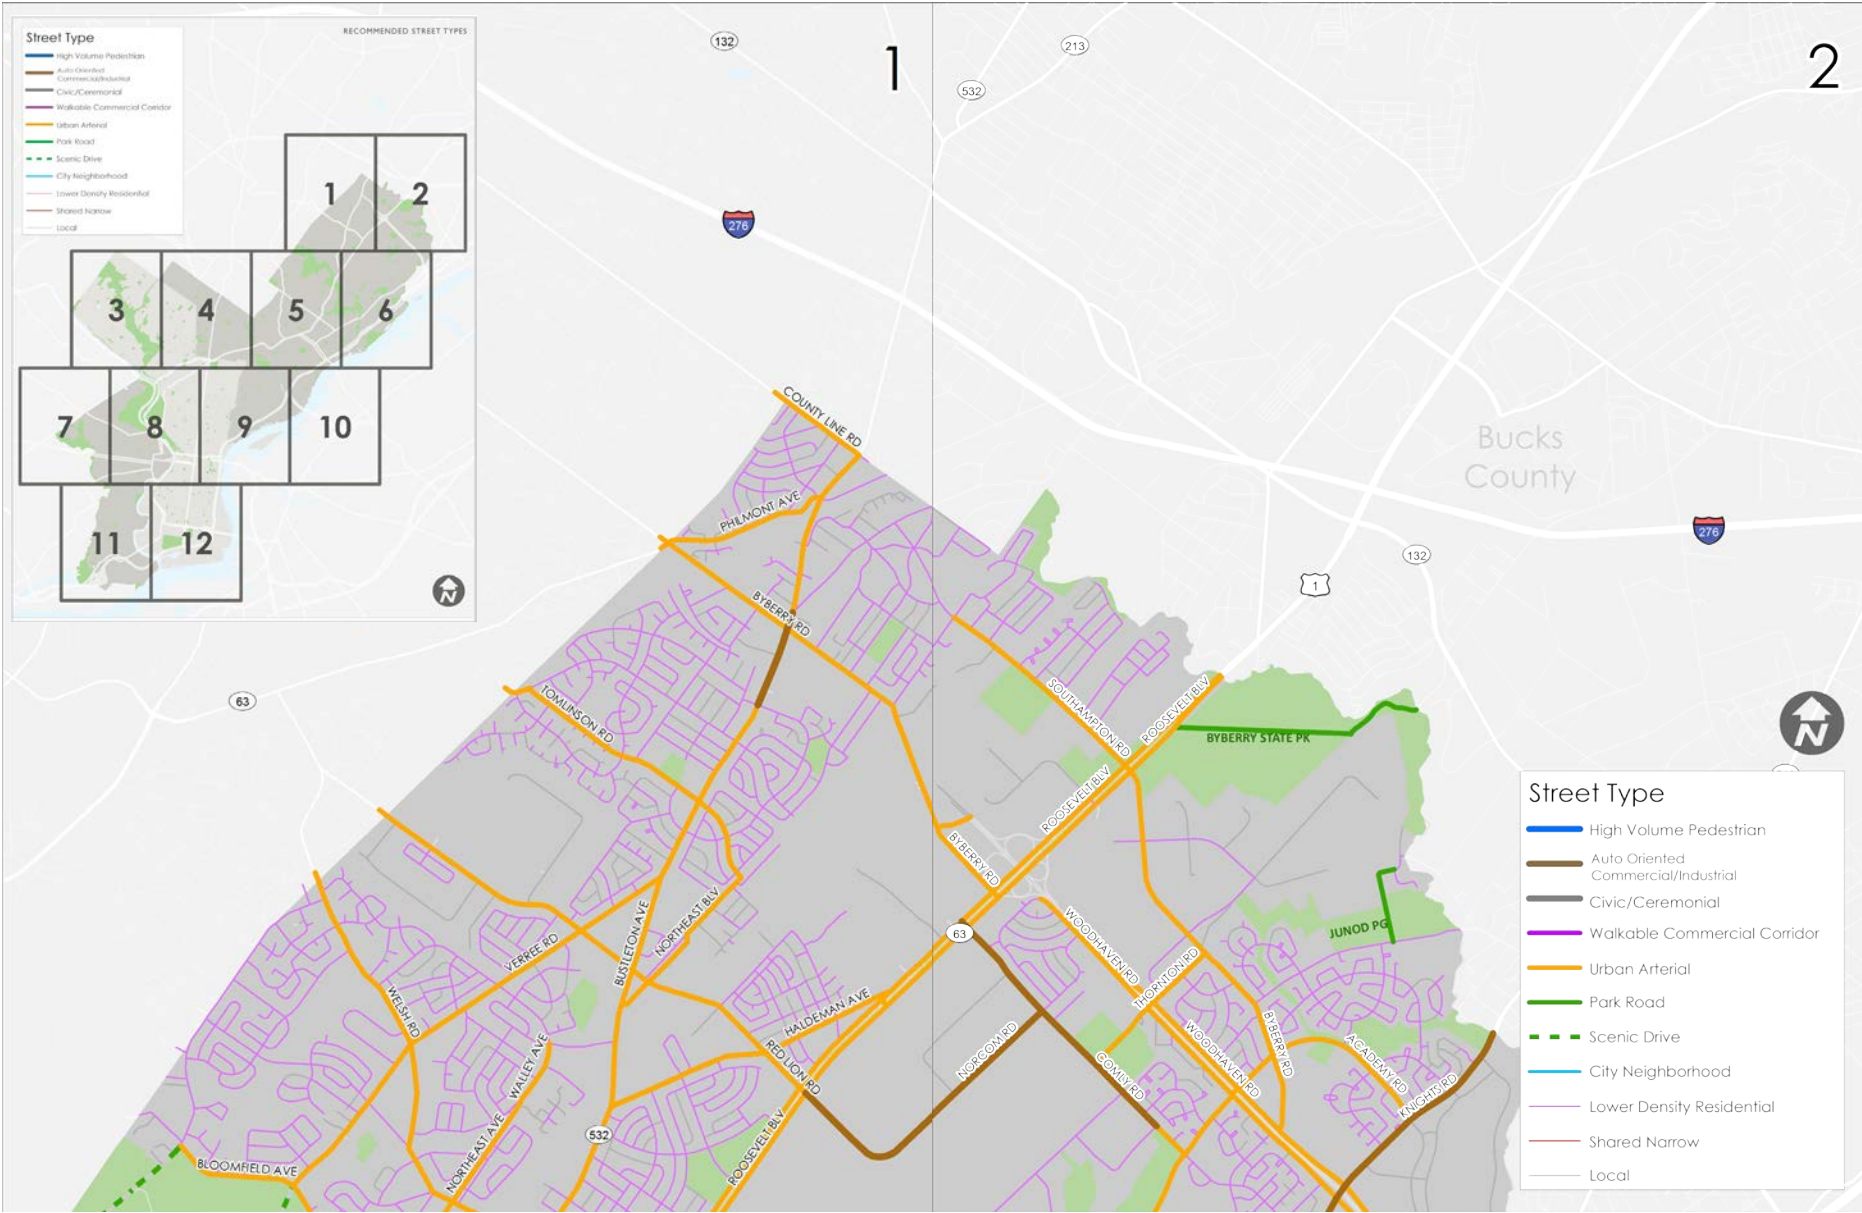 RECOMMENDED STREET TYPES
Street Type
High Volume Pedestrian
Auto Oriented
Commercial/Industrial
Civic/Ceremonial
Walkable Commercial Corridor
Urban Arterial
Park Road
Scenic Drive
City Neighborhood
Lower Density Residential
Shared Narrow
Local
1
2
3
4
5
6
7
8
9
10
11
12
N
1
2
132
213
532
276
COUNTY LINE RD
Bucks
County
PHILMONT AVE
276
132
1
BYBERRY RD
63
TOMLINSON RD
SOUTHAMPTON RD
ROOSEVELT BLV
BYBERRY STATE PK
N
ROOSEVELT BLV
BYBERRY RD
NORTHEAST BLV
BUSTLETON AVE
VERREE RD
63
WOODHAVEN RD
JUNOD PG
THORNTON RD
WELSH RD
HALDEMAN AVE
RED LION RD
NORCOM RD
WOODHAVEN RD
BYBERRY RD
ACADEMY RD
COMLY RD
KNIGHTS RD
WALLEY AVE
NORTHEAST AVE
532
ROOSEVELT BLV
BLOOMFIELD AVE
Street Type
High Volume Pedestrian
Auto Oriented
Commercial/Industrial
Civic/Ceremonial
Walkable Commercial Corridor
Urban Arterial
Park Road
Scenic Drive
City Neighborhood
Lower Density Residential
Shared Narrow
Local